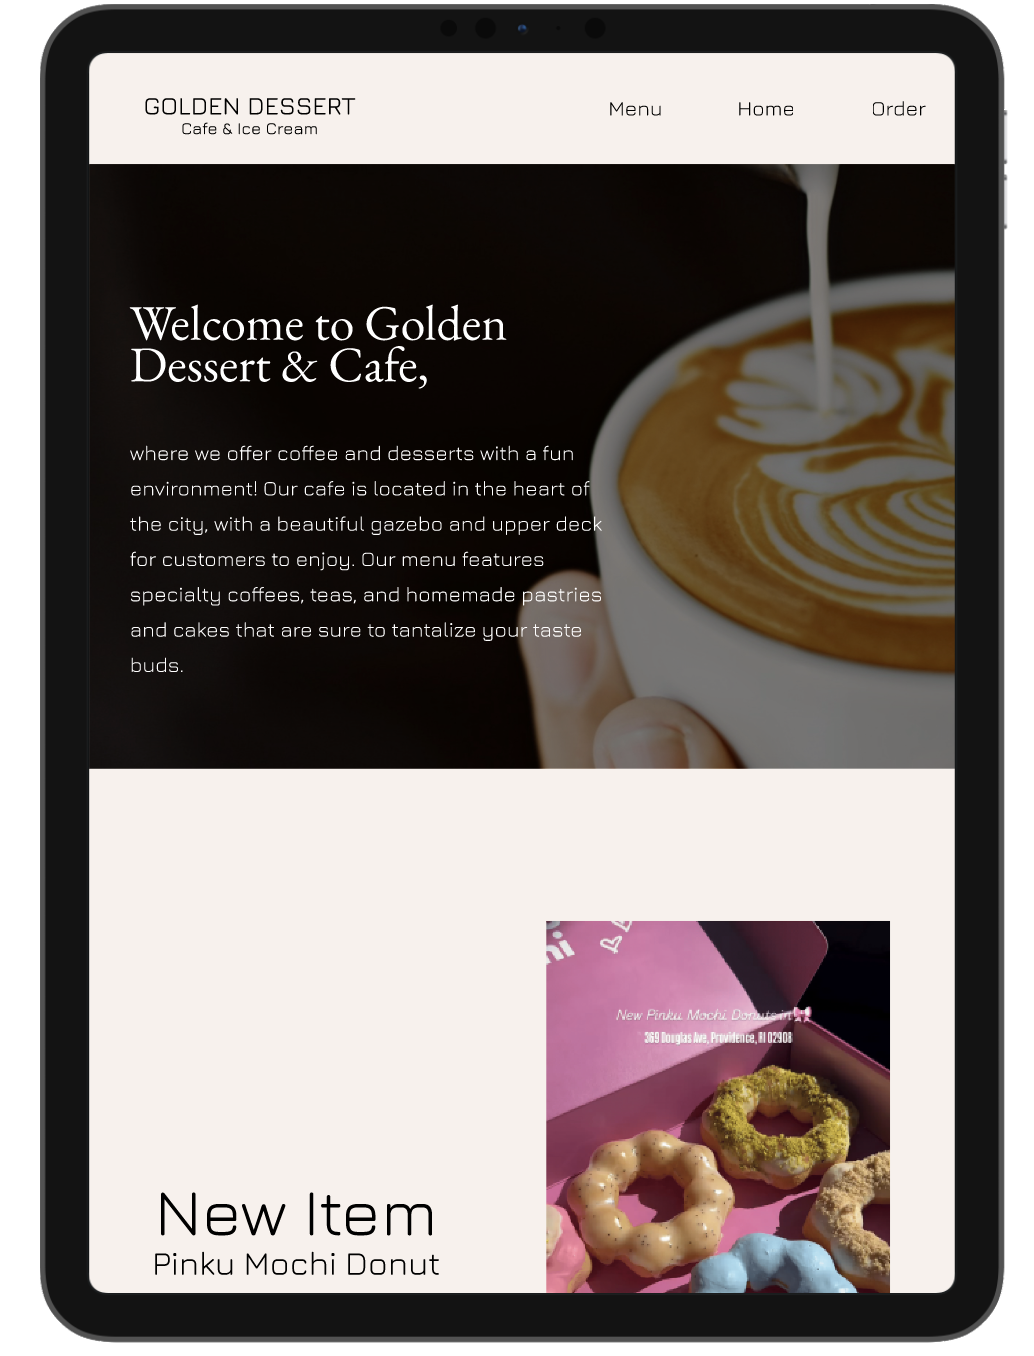 GOLDEN DESSERT
Cafe & Ice Cream
Menu Home Order
Welcome to Golden
Dessert & Cafe,
where we offer coffee and desserts with a fun
environment! Our cafe is located in the heart of
the city, with a beautiful gazebo and upper deck
for customers to enjoy. Our menu features
specialty coffees, teas, and homemade pastries
and cakes that are sure to tantalize your taste
buds.
New Pinku Mochi Donuts in
369 Douglas Ave, Providence, RI 02908
New Item
Pinku Mochi Donut